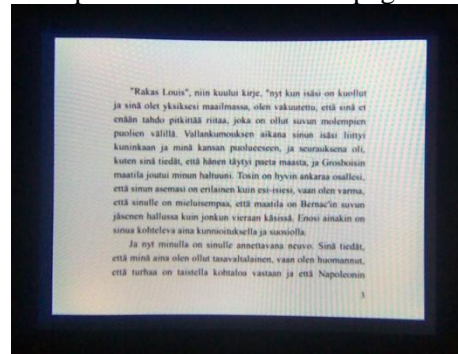 "Rakas Louis", niin kuului kirje, "nyt kun isäsi on kuollut
ja sinä olet yksiksesi maailmassa, olen vakuutettu, että sinä et
enään tahdo pitkittää riitaa, joka on ollut suvun molempien
puolien välillä. Vallankumouksen aikana sinun isäsi liittyi
kuninkaan ja minä kansan puolueeseen, ja seurauksena oli,
kuten sinä tiedät, että hänen täytyi paeta maasta, ja Grosboisin
maatila joutui minun haltuuni. Tosin on hyvin ankaraa osallesi,
että sinun asemasi on erilainen kuin esi-isiesi, vaan olen varma,
että sinulle on mieluisempaa, että maatila on Bernac'in suvun
jäsenen hallussa kuin jonkun vieraan käsissä. Enosi ainakin on
sinua kohteleva aina kunnioituksella ja suosiolla.
Ja nyt minulla on sinulle annettavana neuvo. Sinä tiedät,
että minä aina olen ollut tasavaltalainen, vaan olen huomannut,
että turhaa on taistella kohtaloa vastaan ja että Napoleonin
3